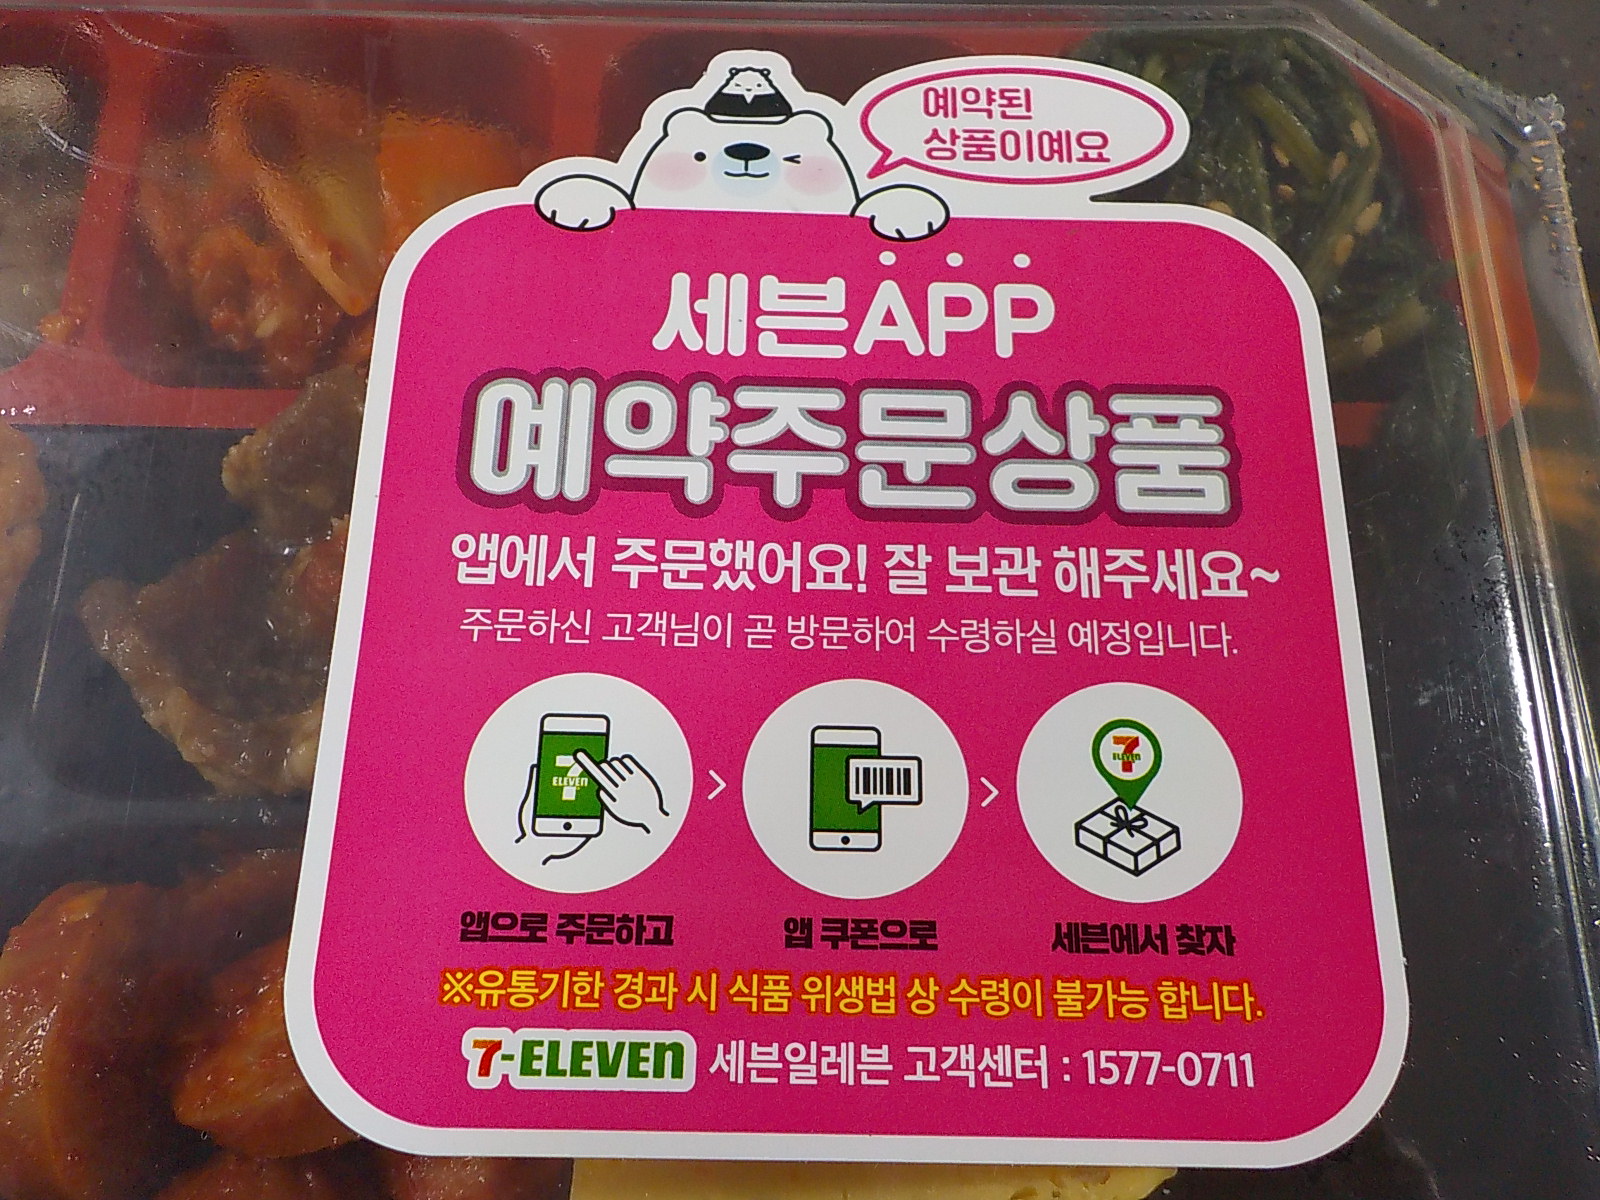 예약된
상품이예요
세븐APP
예약주문상품
앱에서 주문했어요! 잘 보관 해주세요~
주문하신 고객님이 곧 방문하여 수령하실 예정입니다.
7
ELEVEn
7
ELEVEn
앱으로 주문하고
앱 쿠폰으로
세븐에서 찾자
※유통기한 경과 시 식품 위생법 상 수령이 불가능 합니다.
7-ELEVEn 세븐일레븐 고객센터 : 1577-0711